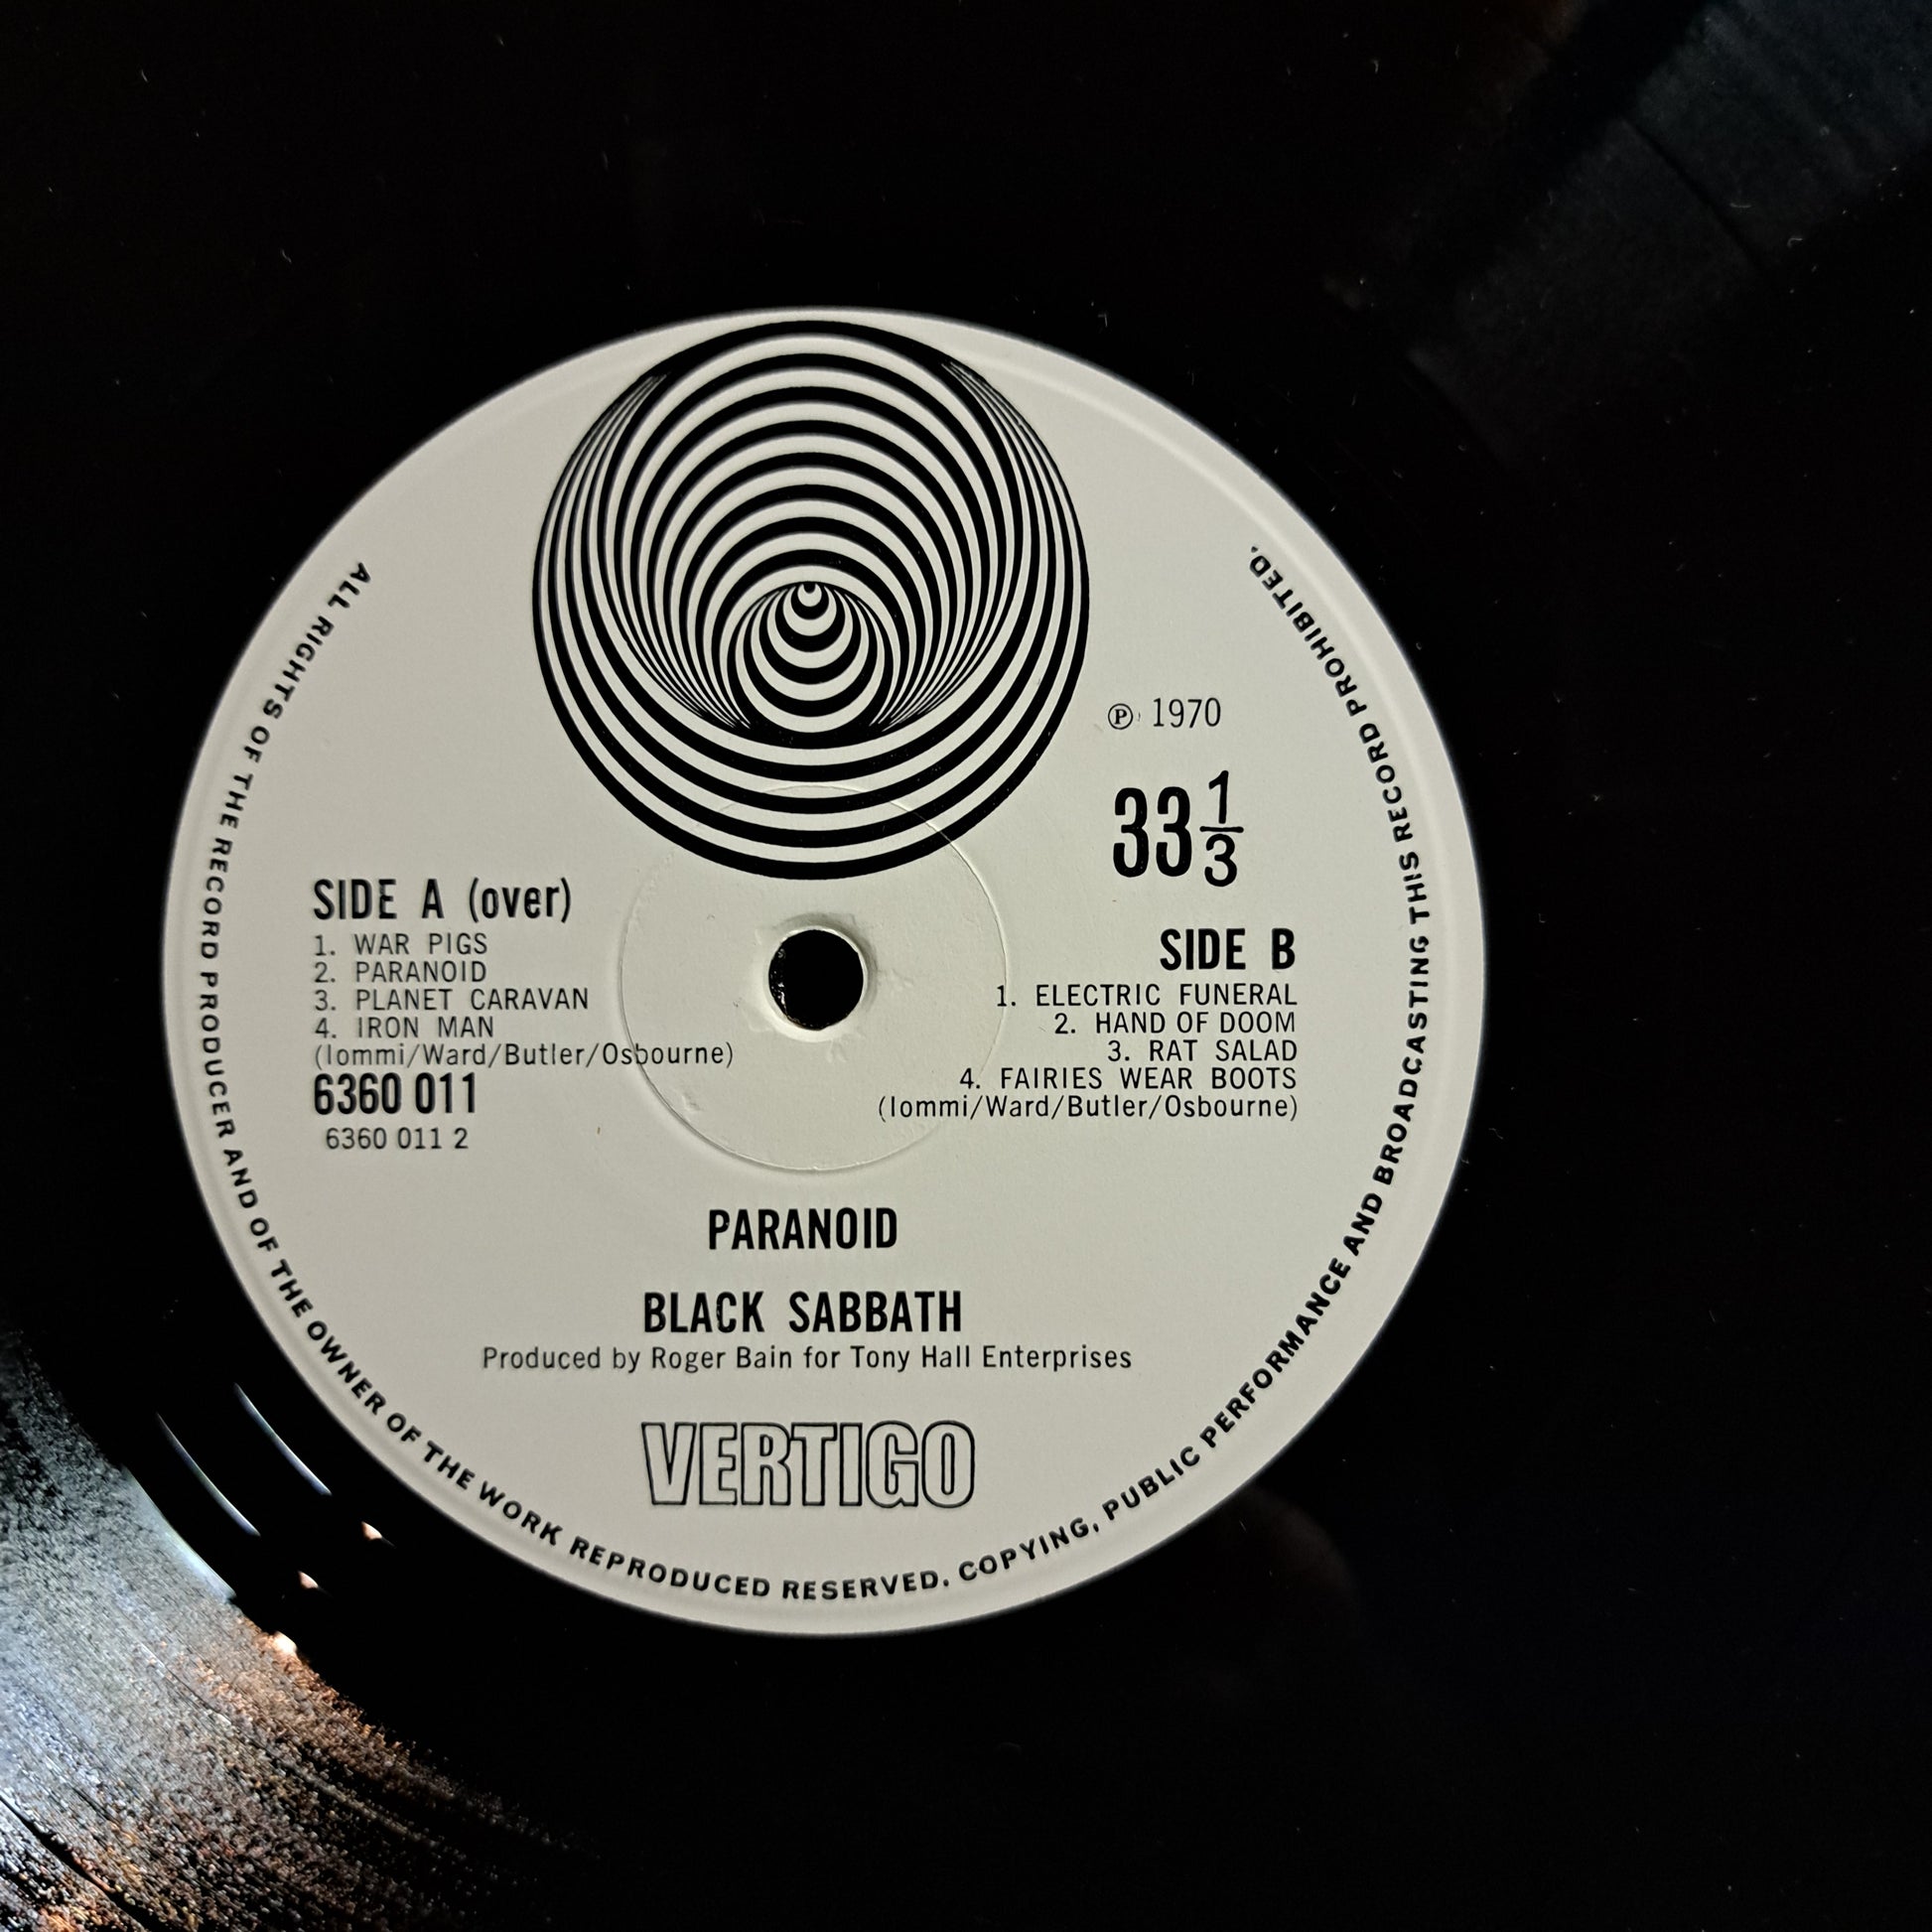 ℗ 1970
33 1/3
SIDE A (over)
1. WAR PIGS
2. PARANOID
3. PLANET CARAVAN
4. IRON MAN
(Iommi/Ward/Butler/Osbourne)
6360 011
6360 011 2
SIDE B
1. ELECTRIC FUNERAL
2. HAND OF DOOM
3. RAT SALAD
4. FAIRIES WEAR BOOTS
(Iommi/Ward/Butler/Osbourne)
PARANOID
BLACK SABBATH
Produced by Roger Bain for Tony Hall Enterprises
VERTIGO
ALL RIGHTS OF THE RECORD PRODUCER AND OF THE OWNER OF THE WORK REPRODUCED RESERVED. COPYING, PUBLIC PERFORMANCE AND BROADCASTING THIS RECORD PROHIBITED.